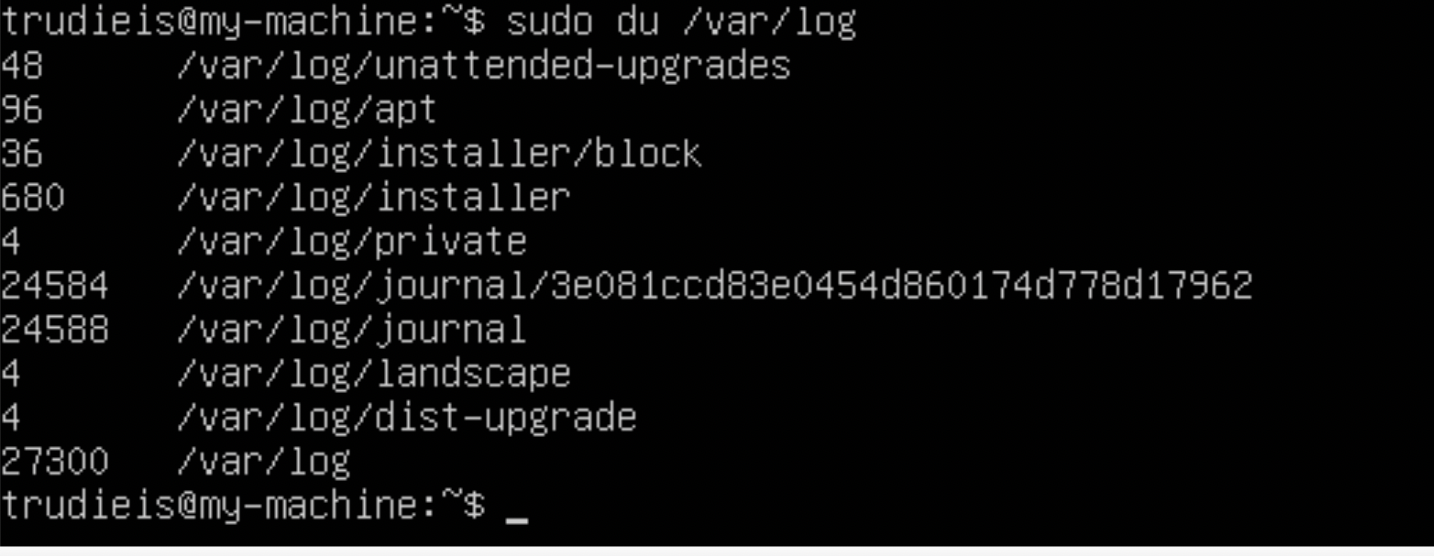 trudieis@my-machine:~$ sudo du /var/log
48 /var/log/unattended-upgrades
96 /var/log/apt
36 /var/log/installer/block
680 /var/log/installer
4 /var/log/private
24584 /var/log/journal/3e081ccd83e0454d860174d778d17962
24588 /var/log/journal
4 /var/log/landscape
4 /var/log/dist-upgrade
27300 /var/log
trudieis@my-machine:~$ _